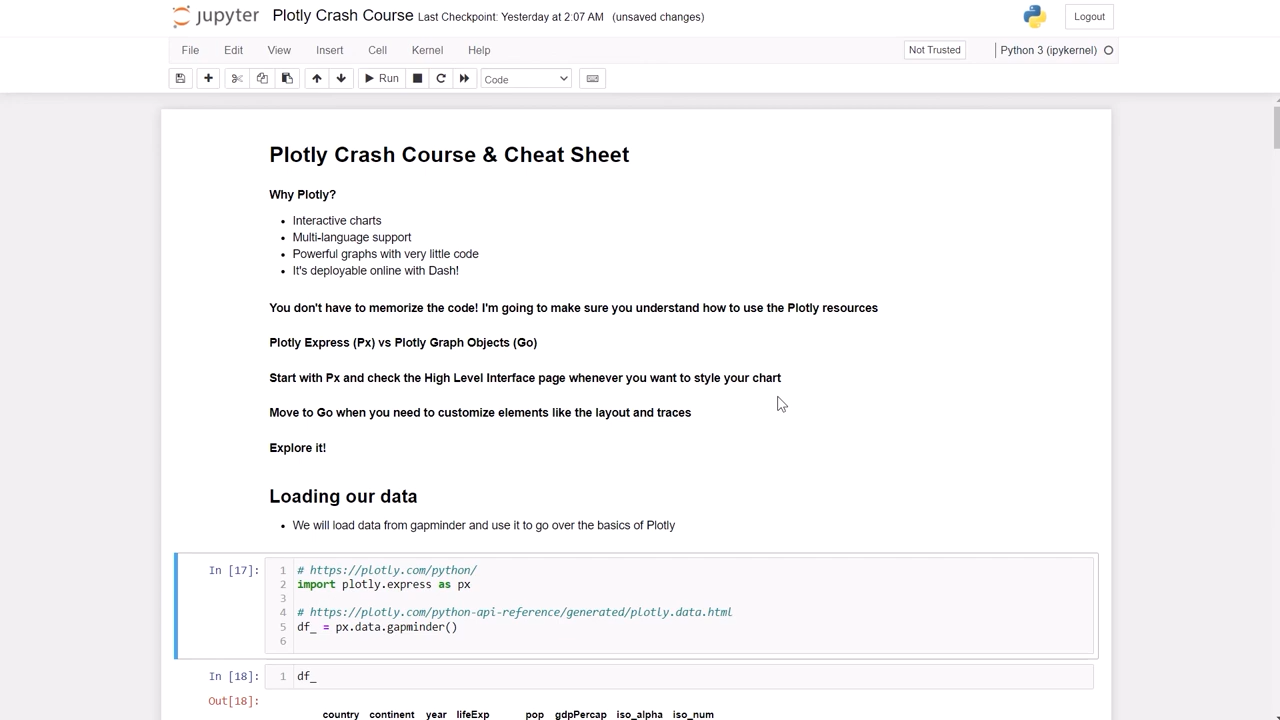 jupyter Plotly Crash Course Last Checkpoint: Yesterday at 2:07 AM (unsaved changes) Logout
File Edit View Insert Cell Kernel Help Not Trusted Python 3 (ipykernel)
Run Code
Plotly Crash Course & Cheat Sheet
Why Plotly?
Interactive charts
Multi-language support
Powerful graphs with very little code
It's deployable online with Dash!
You don't have to memorize the code! I'm going to make sure you understand how to use the Plotly resources
Plotly Express (Px) vs Plotly Graph Objects (Go)
Start with Px and check the High Level Interface page whenever you want to style your chart
Move to Go when you need to customize elements like the layout and traces
Explore it!
Loading our data
We will load data from gapminder and use it to go over the basics of Plotly
In [17]: 1 # https://plotly.com/python/
2 import plotly.express as px
3
4 # https://plotly.com/python-api-reference/generated/plotly.data.html
5 df_ = px.data.gapminder()
6
In [18]: 1 df_
Out[18]:
country continent year lifeExp pop gdpPercap iso_alpha iso_num